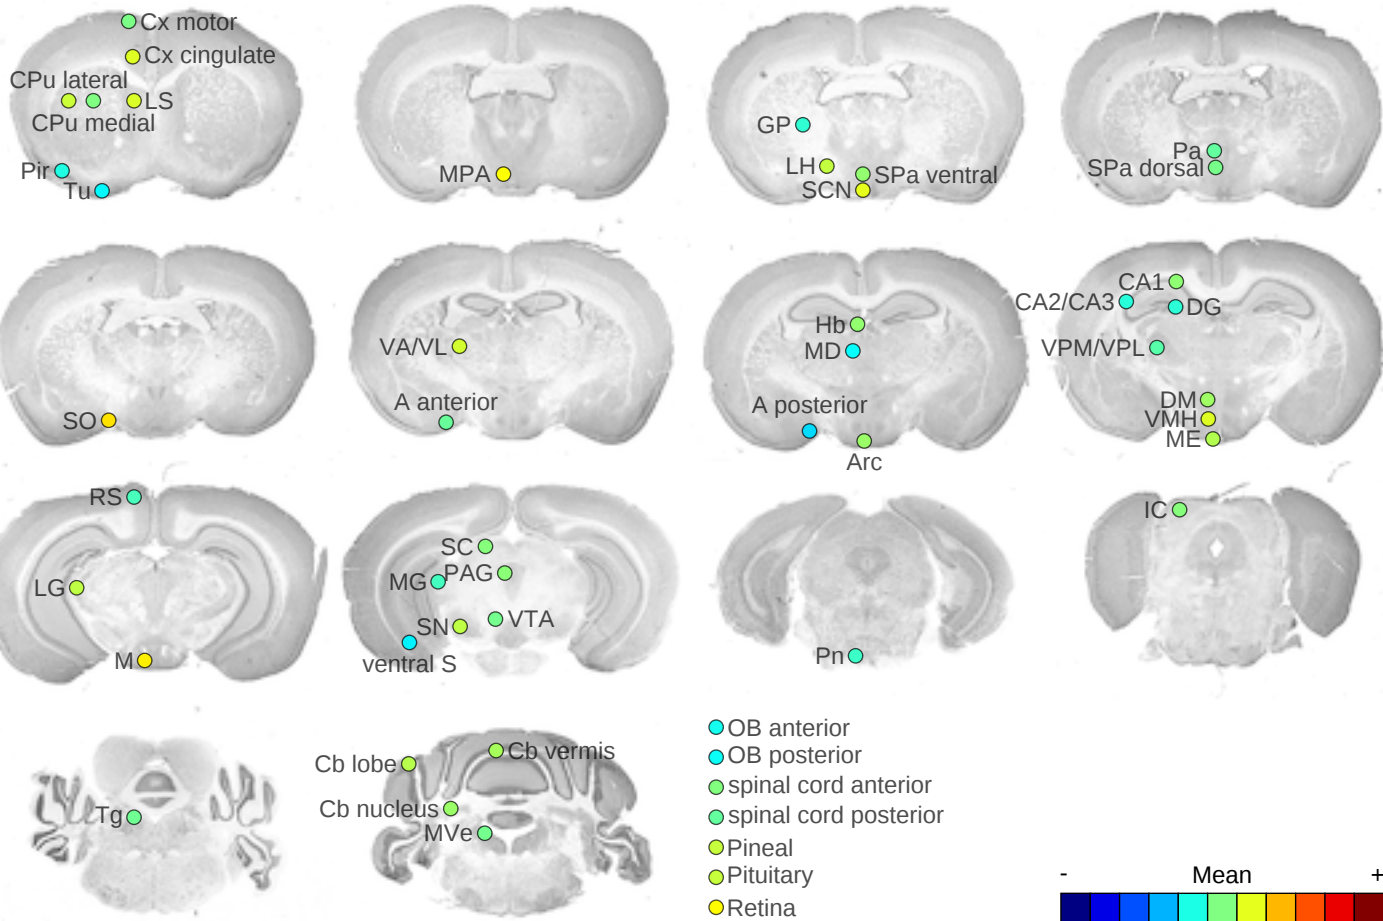 Cx motor
Cx cingulate
CPu lateral
LS
CPu medial
Pir
Tu
MPA
GP
LH
SPa ventral
SCN
Pa
SPa dorsal
SO
VA/VL
A anterior
Hb
MD
A posterior
Arc
CA1
CA2/CA3
DG
VPM/VPL
DM
VMH
ME
RS
LG
M
SC
MG
PAG
SN
VTA
ventral S
Pn
IC
Tg
Cb lobe
Cb vermis
Cb nucleus
MVe
OB anterior
OB posterior
spinal cord anterior
spinal cord posterior
Pineal
Pituitary
Retina
- Mean +